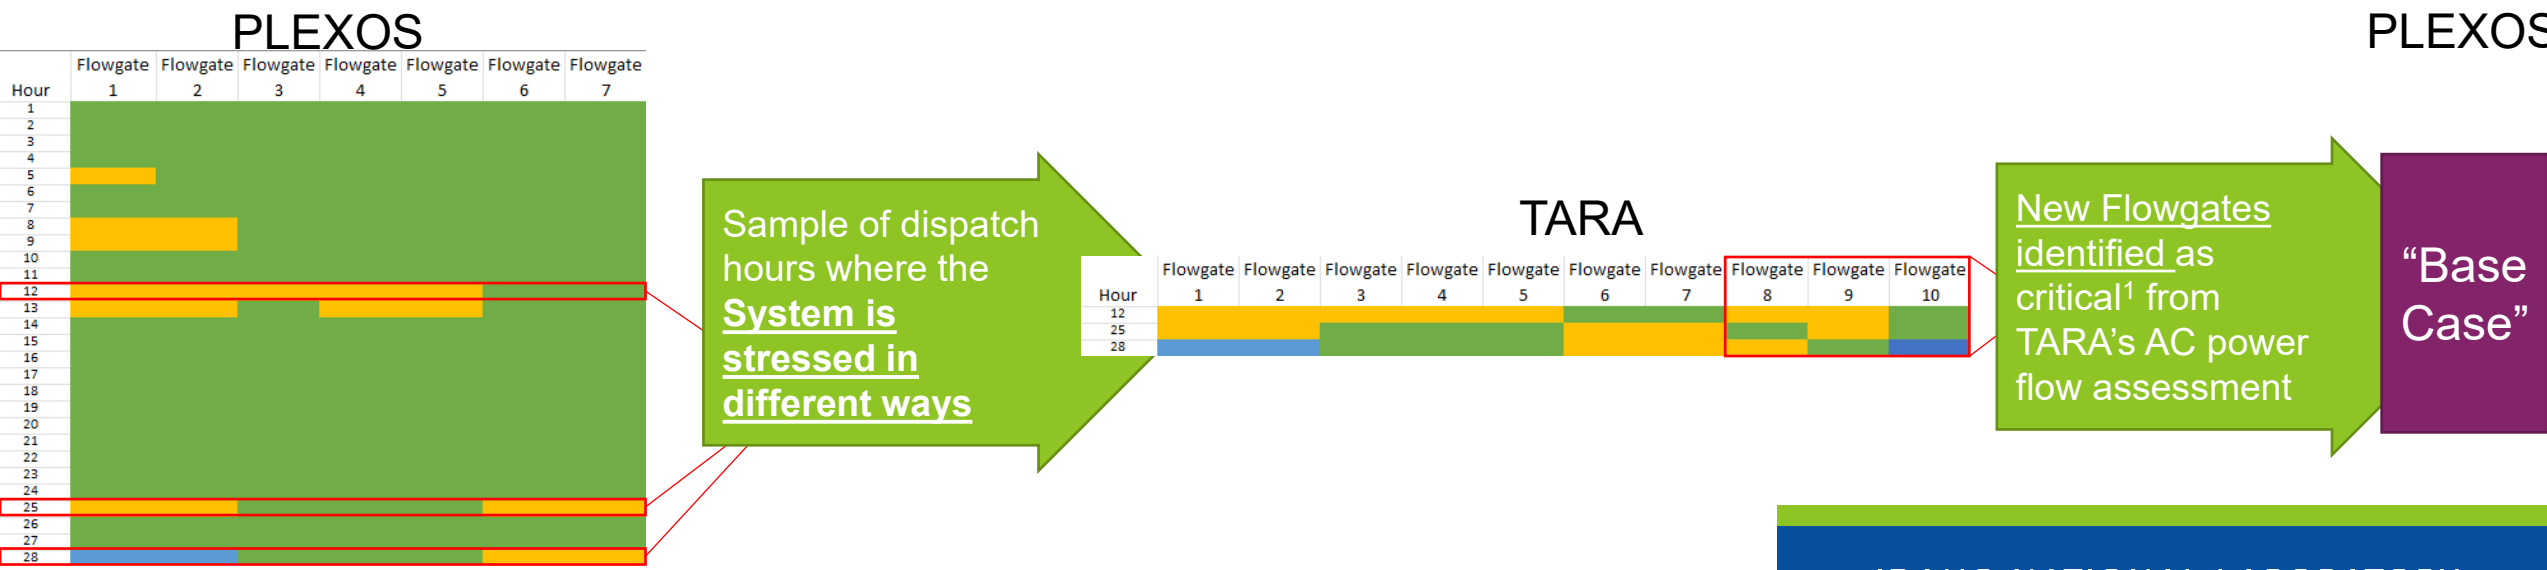 PLEXOS
Flowgate Flowgate Flowgate Flowgate Flowgate Flowgate Flowgate
Hour 1 2 3 4 5 6 7
1
2
3
4
5
6
7
8
9
10
11
12
13
14
15
16
17
18
19
20
21
22
23
24
25
26
27
28
Sample of dispatch
hours where the
System is
stressed in
different ways
TARA
Flowgate Flowgate Flowgate Flowgate Flowgate Flowgate Flowgate Flowgate Flowgate Flowgate
Hour 1 2 3 4 5 6 7 8 9 10
12
25
28
New Flowgates
identified as
critical¹ from
TARA's AC power
flow assessment
PLEXOS
“Base
Case”